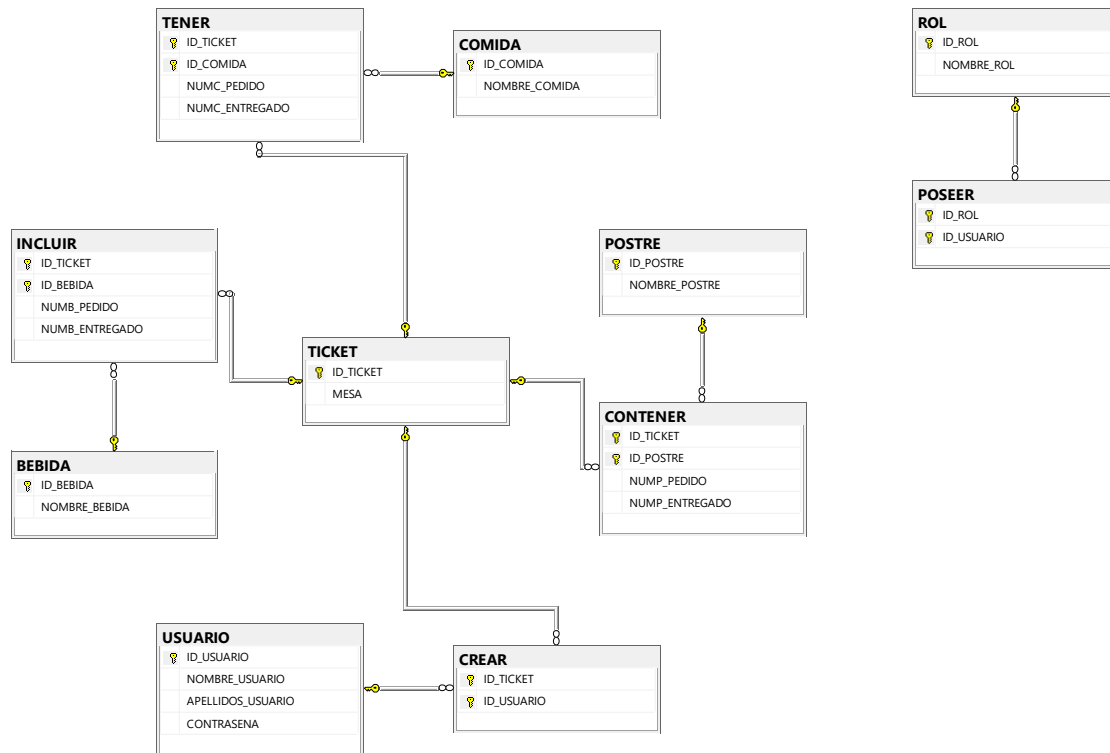 TENER
ID_TICKET
ID_COMIDA
NUMC_PEDIDO
NUMC_ENTREGADO
COMIDA
ID_COMIDA
NOMBRE_COMIDA
ROL
ID_ROL
NOMBRE_ROL
POSEER
ID_ROL
ID_USUARIO
INCLUIR
ID_TICKET
ID_BEBIDA
NUMB_PEDIDO
NUMB_ENTREGADO
POSTRE
ID_POSTRE
NOMBRE_POSTRE
TICKET
ID_TICKET
MESA
CONTENER
ID_TICKET
ID_POSTRE
NUMP_PEDIDO
NUMP_ENTREGADO
BEBIDA
ID_BEBIDA
NOMBRE_BEBIDA
USUARIO
ID_USUARIO
NOMBRE_USUARIO
APELLIDOS_USUARIO
CONTRASENA
CREAR
ID_TICKET
ID_USUARIO